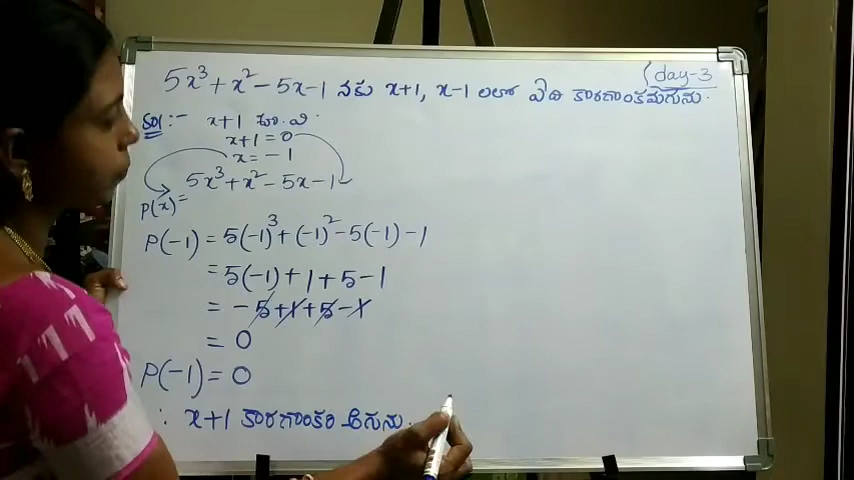 (day-3
5x³ + x² - 5x - 1 నకు x+1, x-1 లలో ఏది కారణాంకమగును.
సా॥ :- x+1 శూ.వి.
x+1 = 0
x = -1
P(x) = 5x³ + x² - 5x - 1
P(-1) = 5(-1)³ + (-1)² - 5(-1) - 1
= 5(-1) + 1 + 5 - 1
= -5 + 1 + 5 - 1
= 0
P(-1) = 0
∴ x+1 కారణాంకం అగును.